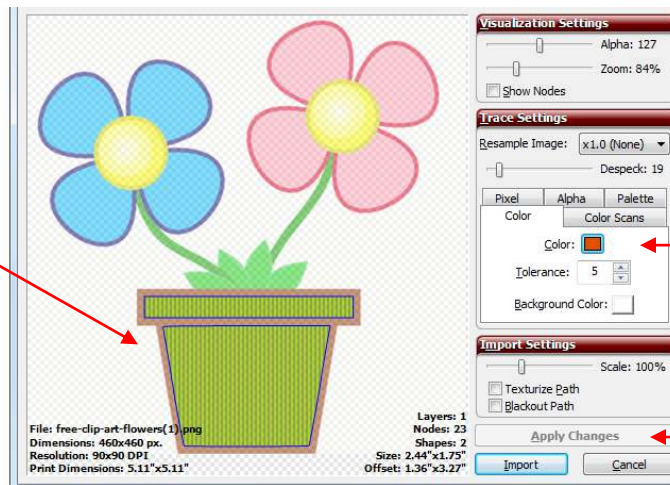 Visualization Settings
Alpha: 127
Zoom: 84%
Show Nodes
Trace Settings
Resample Image: x1.0 (None)
Despeck: 19
Pixel Alpha Palette
Color Color Scans
Color:
Tolerance: 5
Background Color:
Import Settings
Scale: 100%
Texturize Path
Blackout Path
Apply Changes
Import Cancel
File: free-clip-art-flowers(1).png
Dimensions: 460x460 px.
Resolution: 90x90 DPI
Print Dimensions: 5.11"x5.11"
Layers: 1
Nodes: 23
Shapes: 2
Size: 2.44"x1.75"
Offset: 1.36"x3.27"